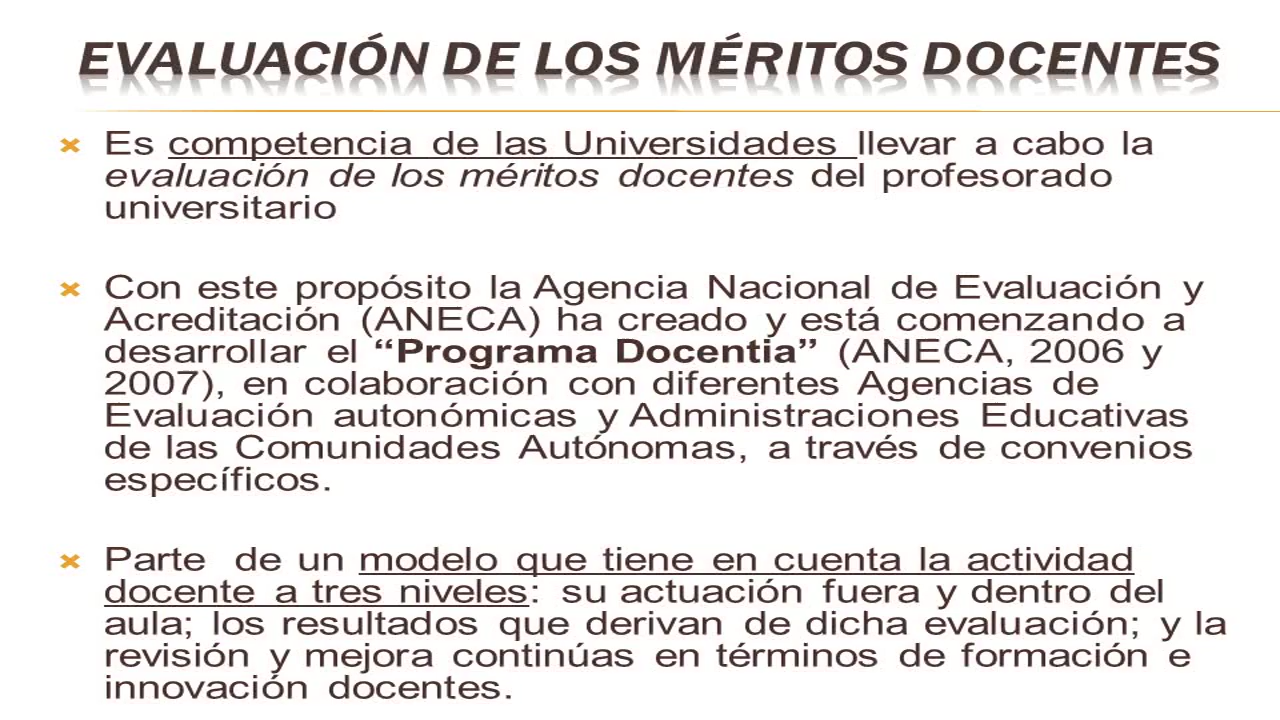 EVALUACIÓN DE LOS MÉRITOS DOCENTES
Es competencia de las Universidades llevar a cabo la
evaluación de los méritos docentes del profesorado
universitario
Con este propósito la Agencia Nacional de Evaluación y
Acreditación (ANECA) ha creado y está comenzando a
desarrollar el “Programa Docentia” (ANECA, 2006 y
2007), en colaboración con diferentes Agencias de
Evaluación autonómicas y Administraciones Educativas
de las Comunidades Autónomas, a través de convenios
específicos.
Parte de un modelo que tiene en cuenta la actividad
docente a tres niveles: su actuación fuera y dentro del
aula; los resultados que derivan de dicha evaluación; y la
revisión y mejora continúas en términos de formación e
innovación docentes.